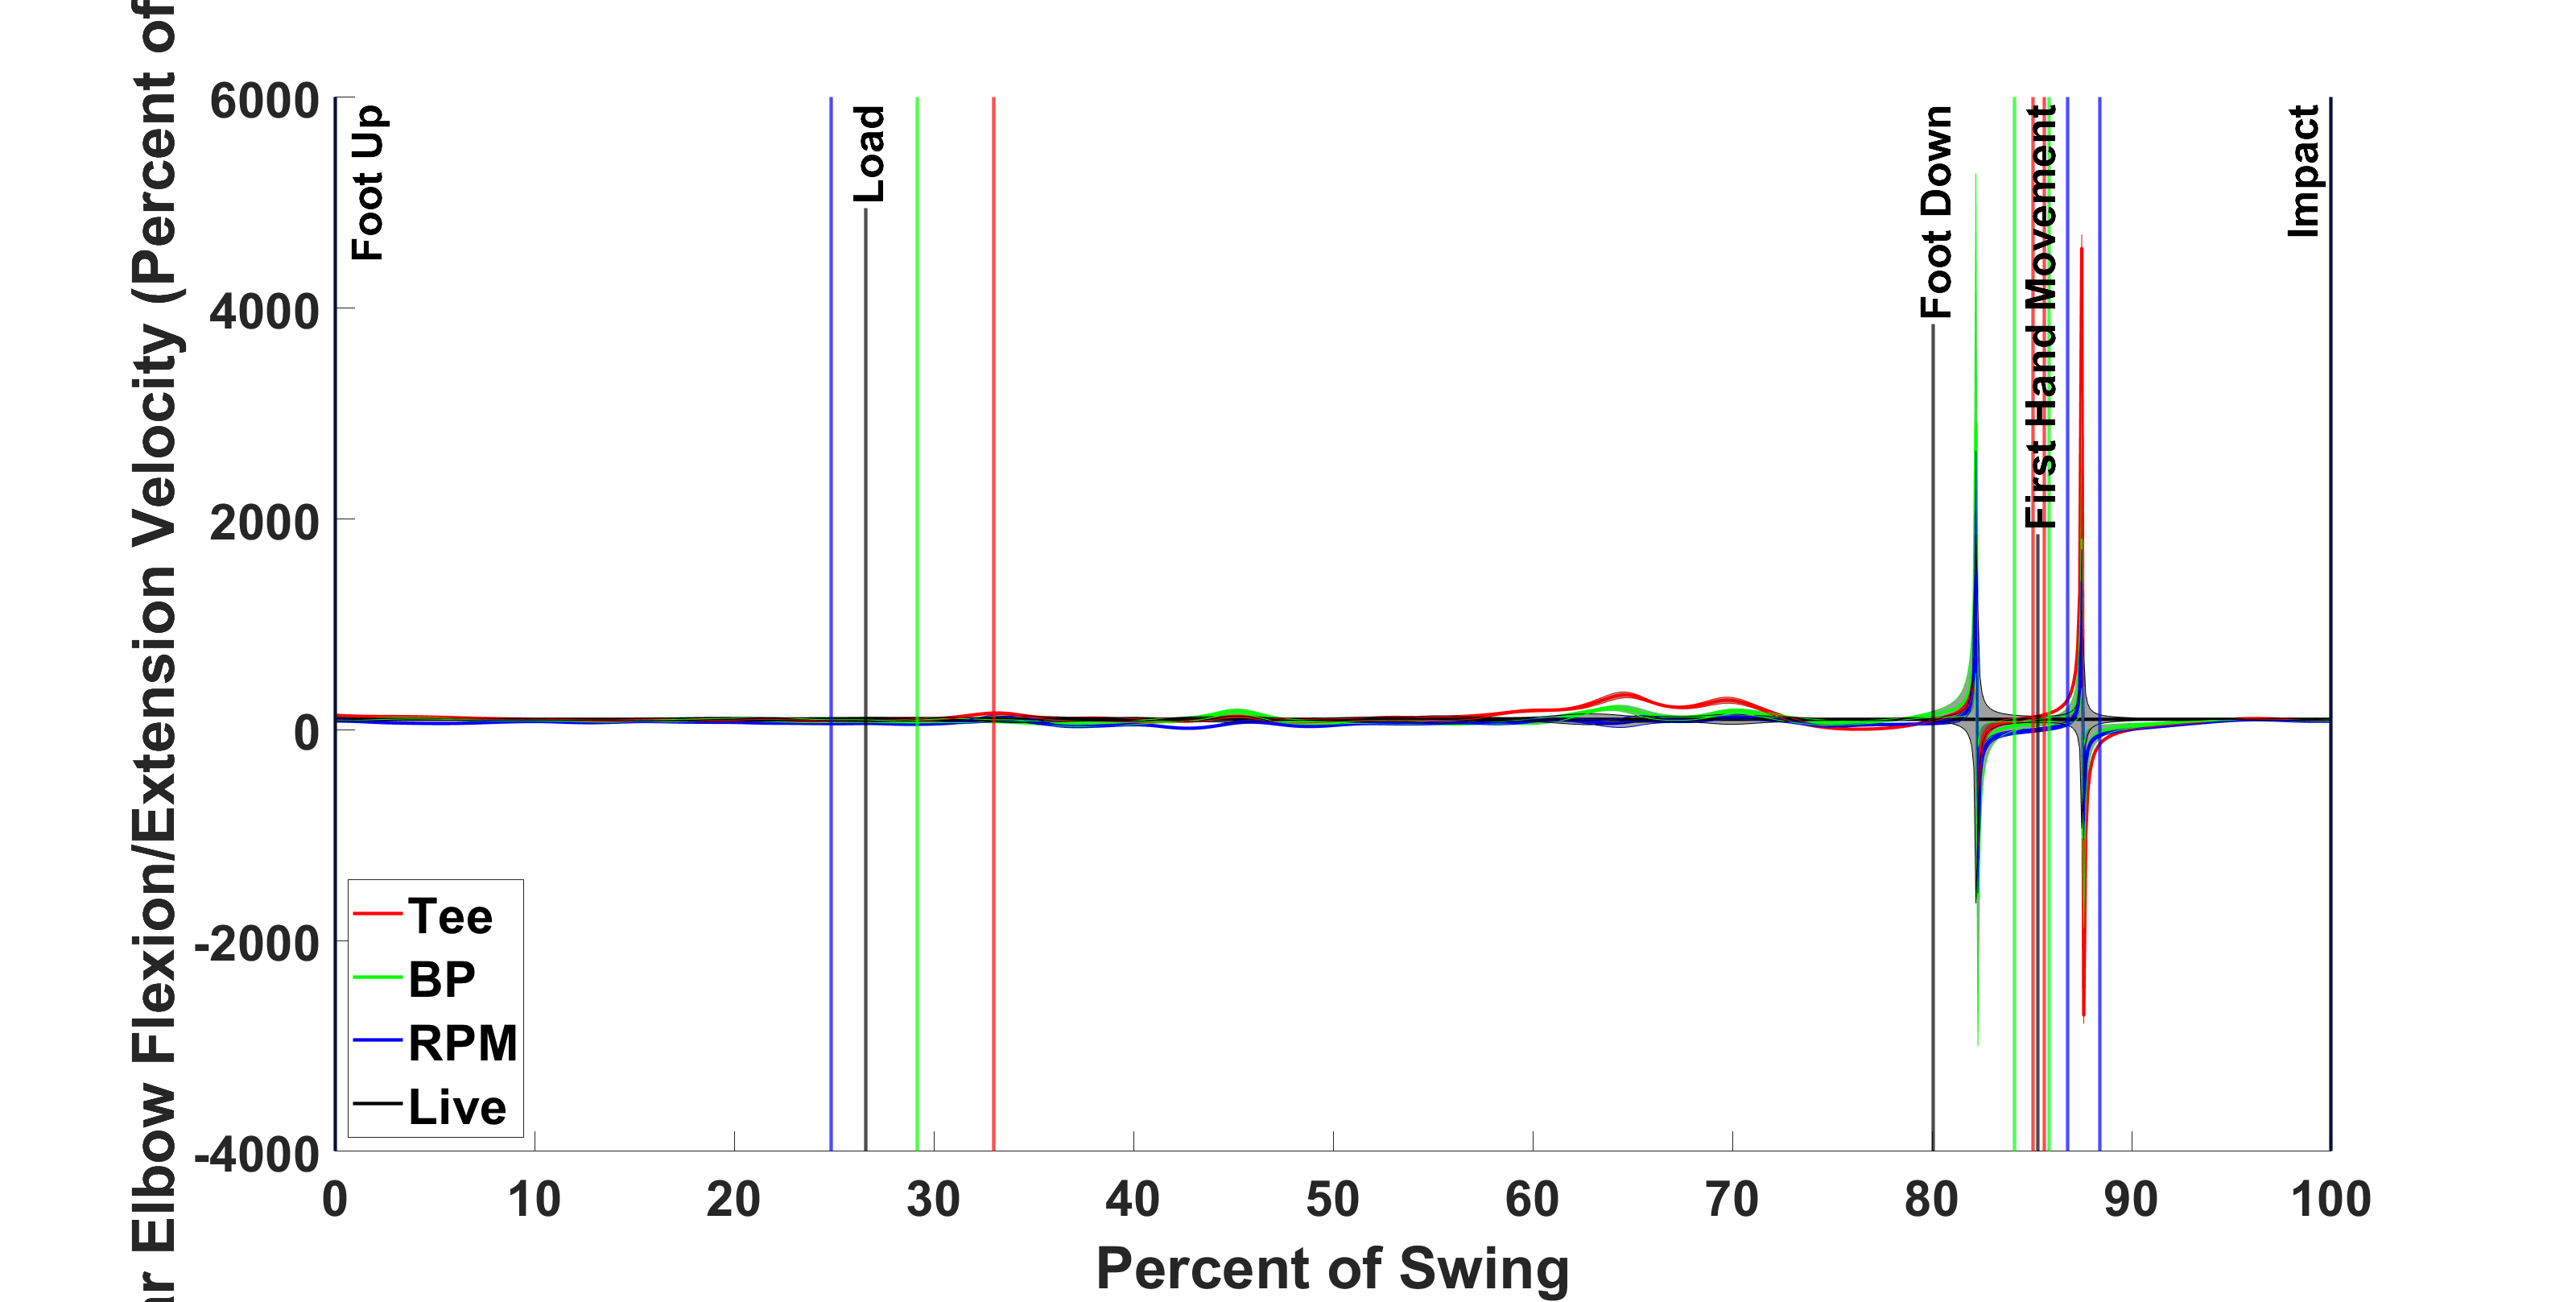 Elbow Flexion/Extension Velocity (Percent of
6000
4000
2000
0
-2000
-4000
Foot Up
Load
Foot Down
First Hand Movement
Impact
Tee
BP
RPM
Live
0 10 20 30 40 50 60 70 80 90 100
Percent of Swing